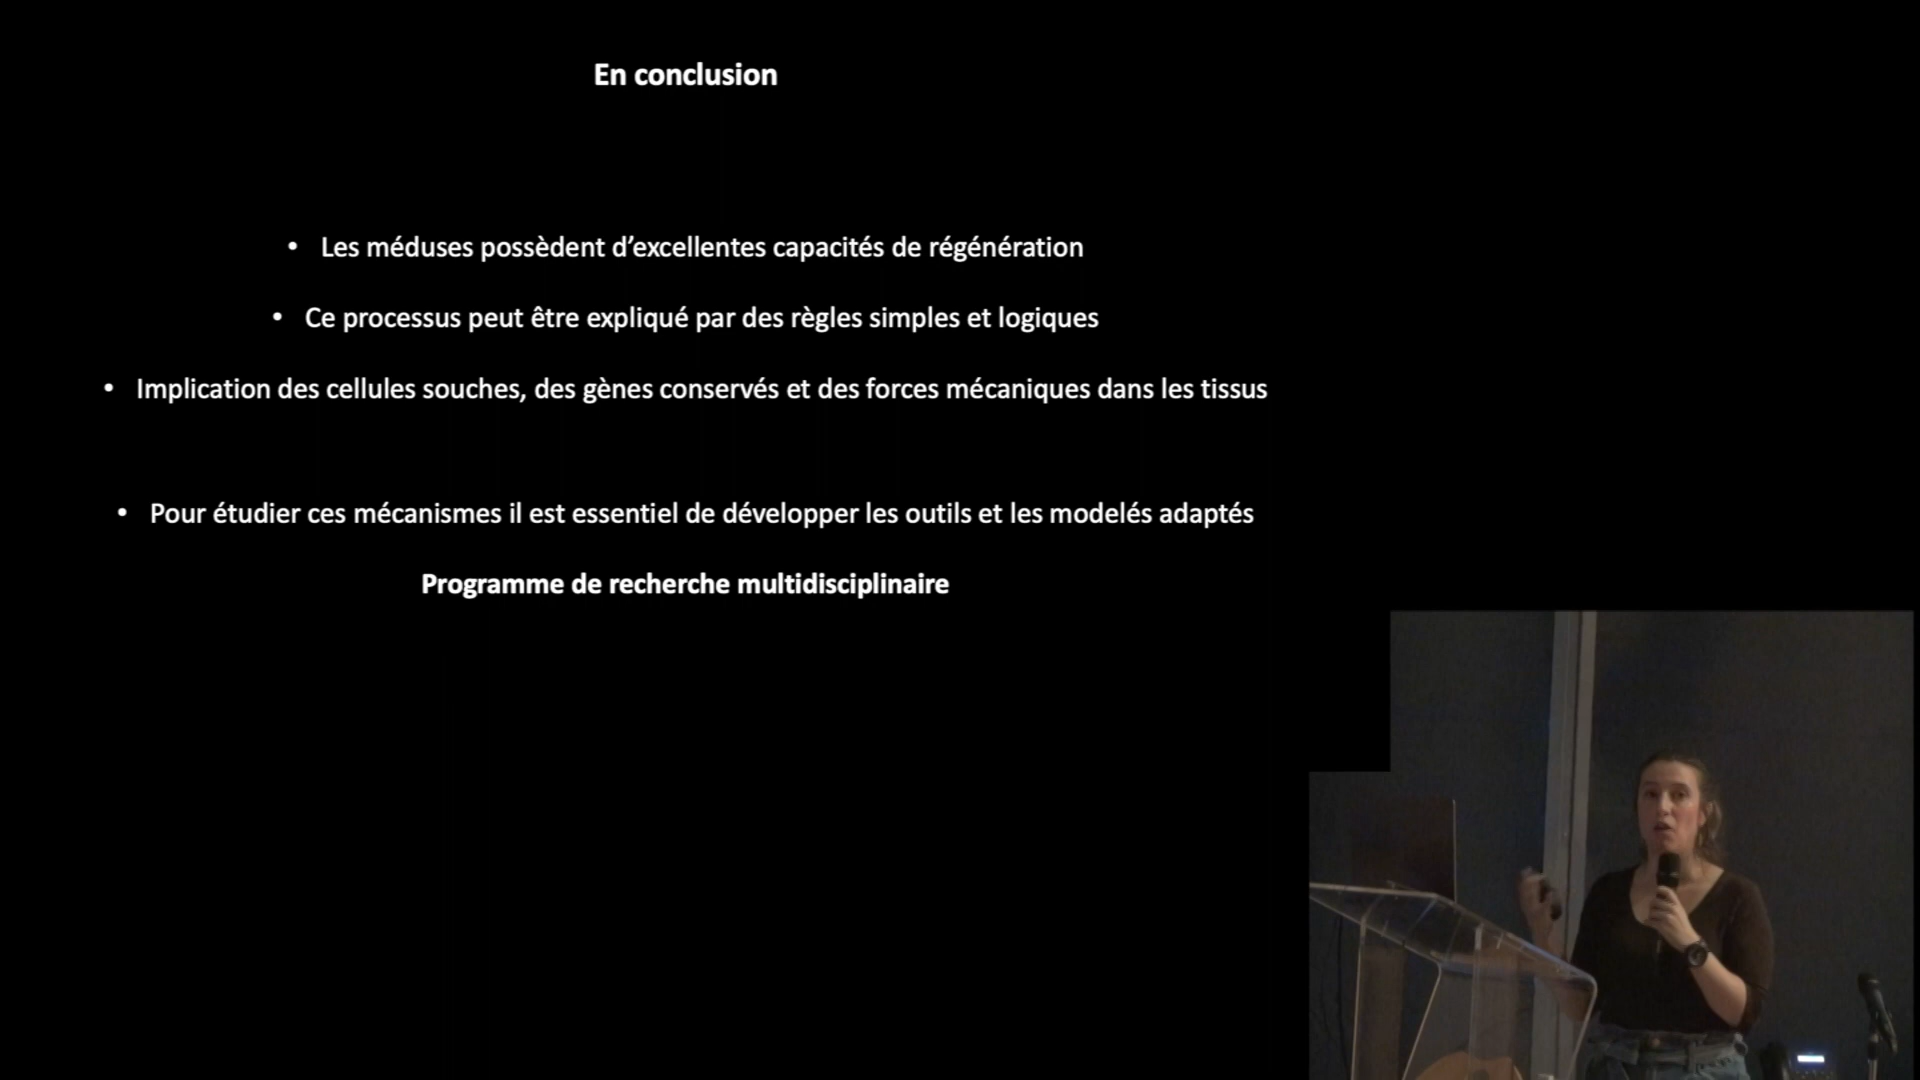 En conclusion
• Les méduses possèdent d’excellentes capacités de régénération
• Ce processus peut être expliqué par des règles simples et logiques
• Implication des cellules souches, des gènes conservés et des forces mécaniques dans les tissus
• Pour étudier ces mécanismes il est essentiel de développer les outils et les modelés adaptés
Programme de recherche multidisciplinaire